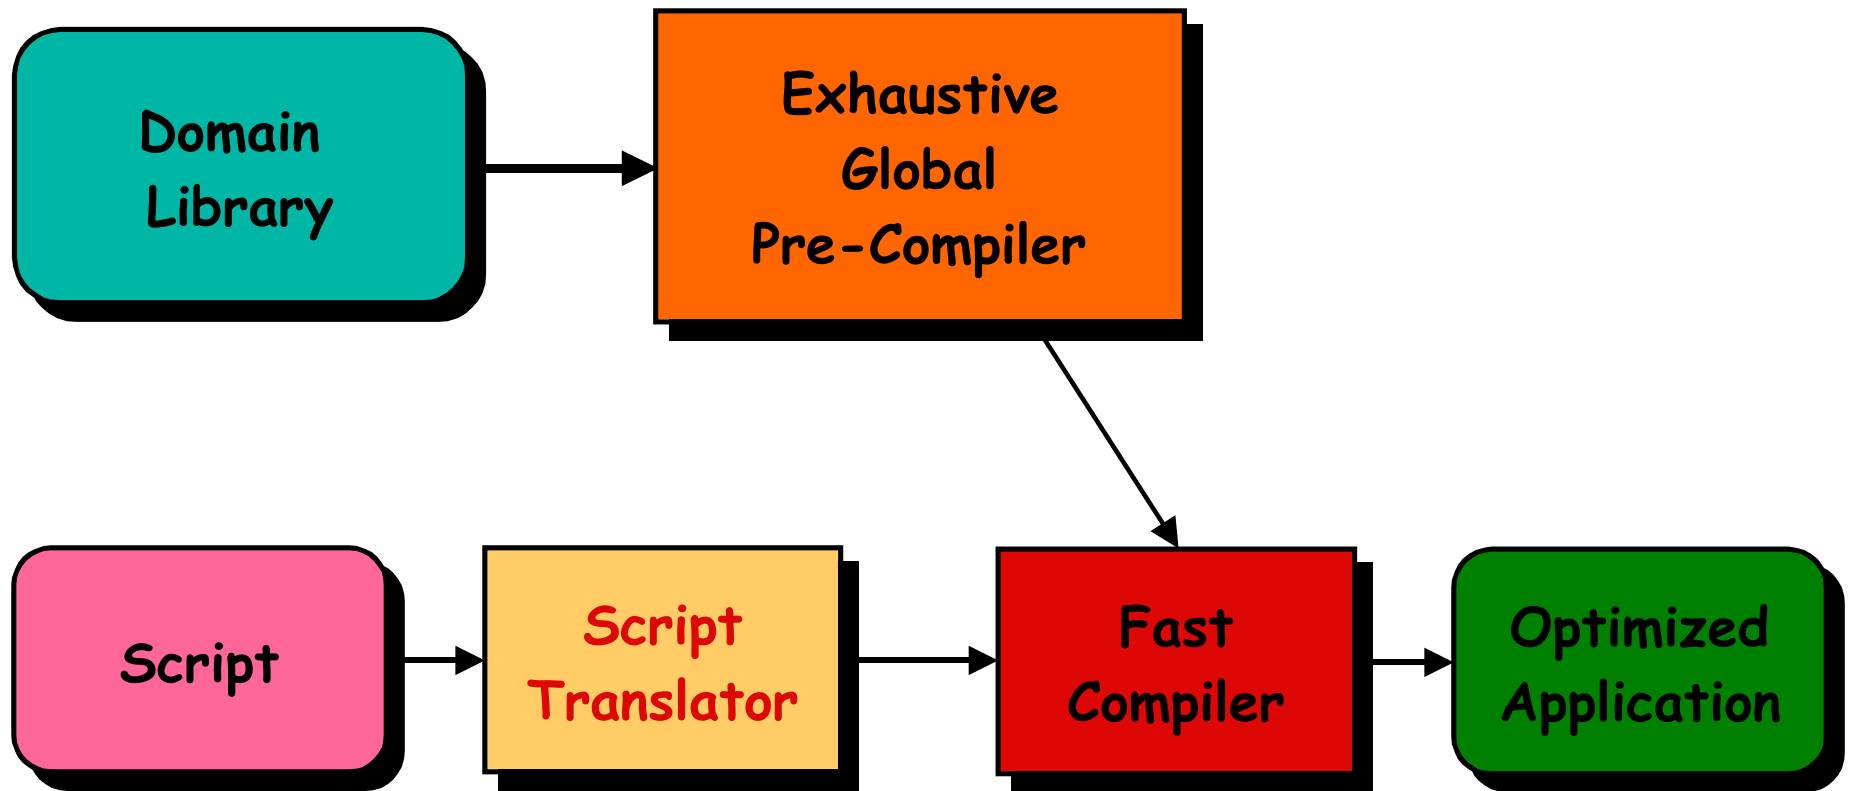 Domain
Library
Exhaustive
Global
Pre-Compiler
Script
Script
Translator
Fast
Compiler
Optimized
Application